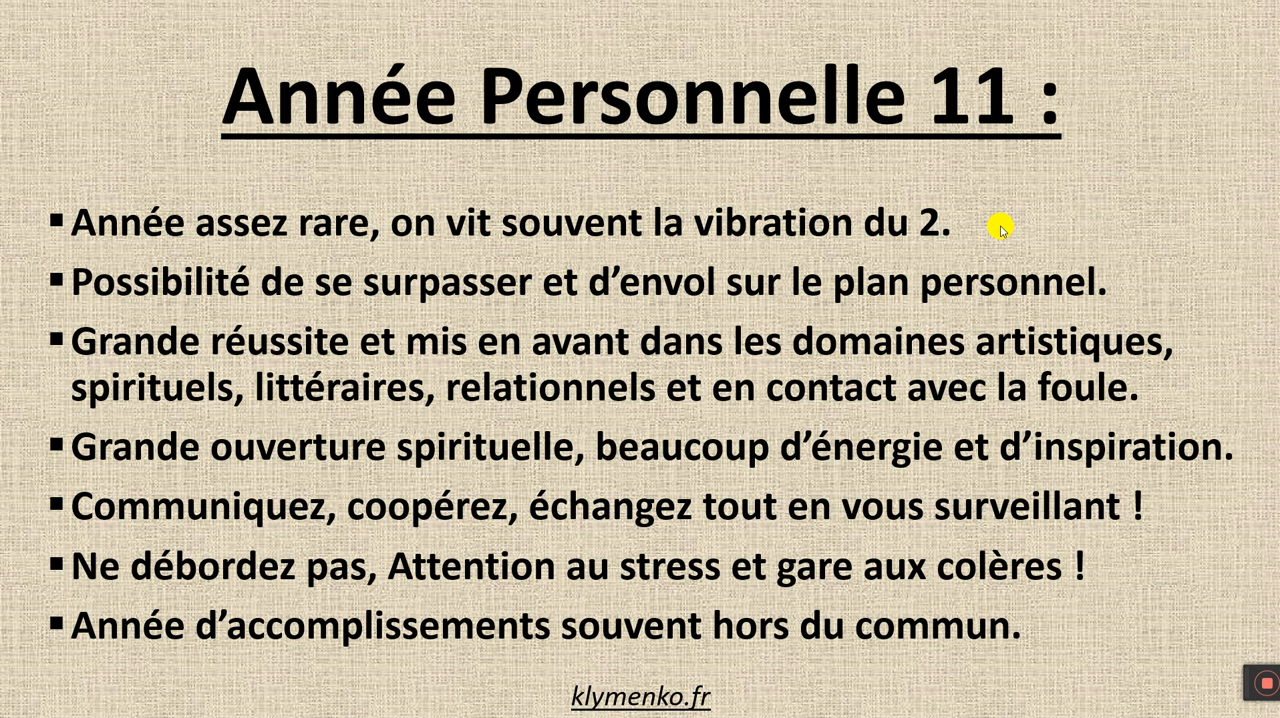 Année Personnelle 11 :
▪ Année assez rare, on vit souvent la vibration du 2.
▪ Possibilité de se surpasser et d’envol sur le plan personnel.
▪ Grande réussite et mis en avant dans les domaines artistiques,
spirituels, littéraires, relationnels et en contact avec la foule.
▪ Grande ouverture spirituelle, beaucoup d’énergie et d’inspiration.
▪ Communiquez, coopérez, échangez tout en vous surveillant !
▪ Ne débordez pas, Attention au stress et gare aux colères !
▪ Année d’accomplissements souvent hors du commun.
klymenko.fr